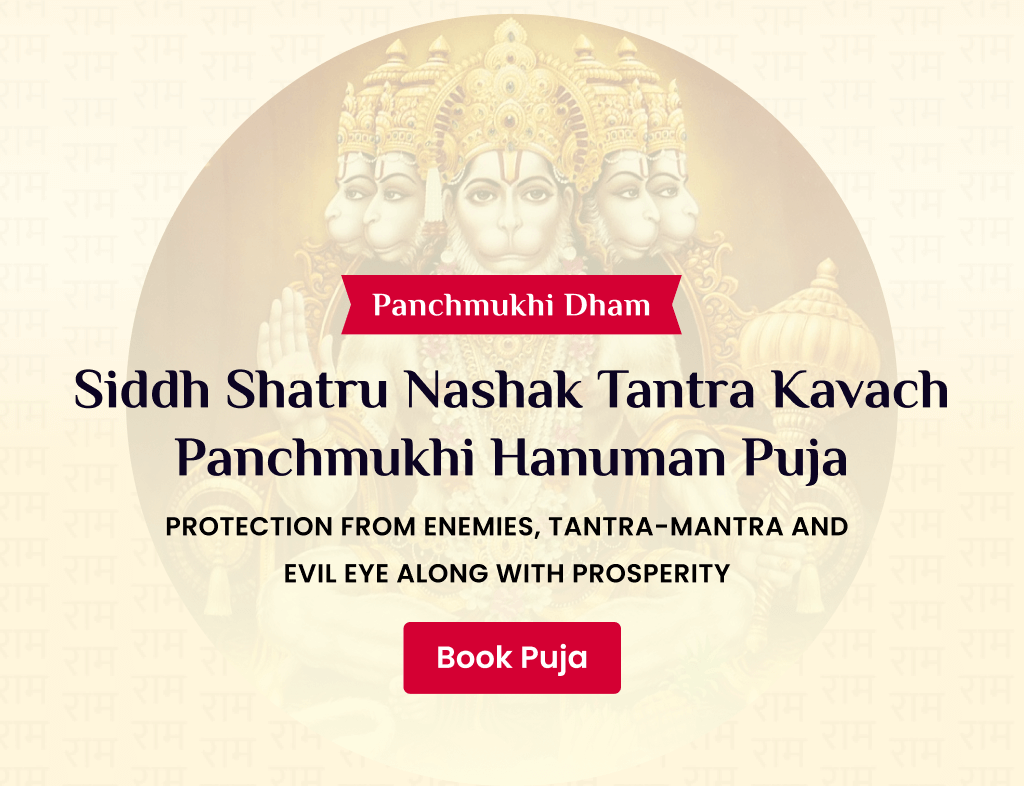 Panchmukhi Dham
Siddh Shatru Nashak Tantra Kavach
Panchmukhi Hanuman Puja
PROTECTION FROM ENEMIES, TANTRA-MANTRA AND
EVIL EYE ALONG WITH PROSPERITY
Book Puja
राम